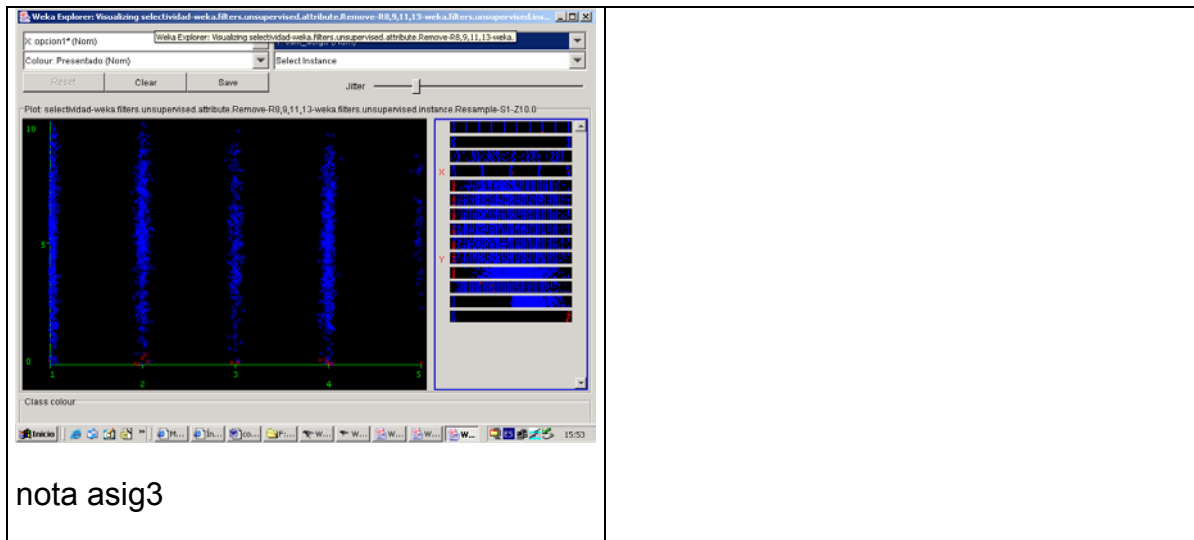 Weka Explorer: Visualizing selectividad-weka.filters.unsupervised.attribute.Remove-R8,9,11,13-weka.filters.unsupervised.ins...
X: opcion1* (Nom)
Weka Explorer: Visualizing selectividad-weka.filters.unsupervised.attribute.Remove-R8,9,11,13-weka.
Colour: Presentado (Nom)
Select Instance
Reset
Clear
Save
Jitter
Plot: selectividad-weka.filters.unsupervised.attribute.Remove-R8,9,11,13-weka.filters.unsupervised.instance.Resample-S1-Z10.0
10
X
5
Y
0
1
2
3
4
5
Class colour
Inicio
M...
In...
co...
F:...
W...
W...
W...
W...
W...
ES
15:53
nota asig3